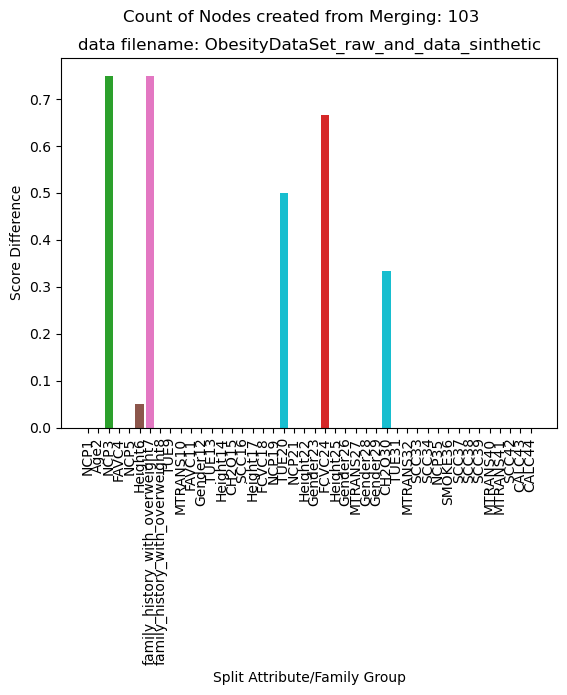 Count of Nodes created from Merging: 103
data filename: ObesityDataSet_raw_and_data_sinthetic
Score Difference
0.7
0.6
0.5
0.4
0.3
0.2
0.1
0.0
NCP1
Age2
NCP3
FAVC4
NCP5
Height6
family_history_with_overweight7
family_history_with_overweight8
TUE9
MTRANS10
FAVC11
Gender12
TUE13
Height14
CH2O15
SCC16
Height17
FCVC18
NCP19
TUE20
NCP21
Height22
Gender23
FCVC24
Height25
Gender26
MTRANS27
Gender28
Gender29
CH2O30
TUE31
MTRANS32
SCC33
SCC34
NCP35
SMOKE36
SCC37
SCC38
SCC39
MTRANS40
MTRANS41
SCC42
CALC43
CALC44
Split Attribute/Family Group